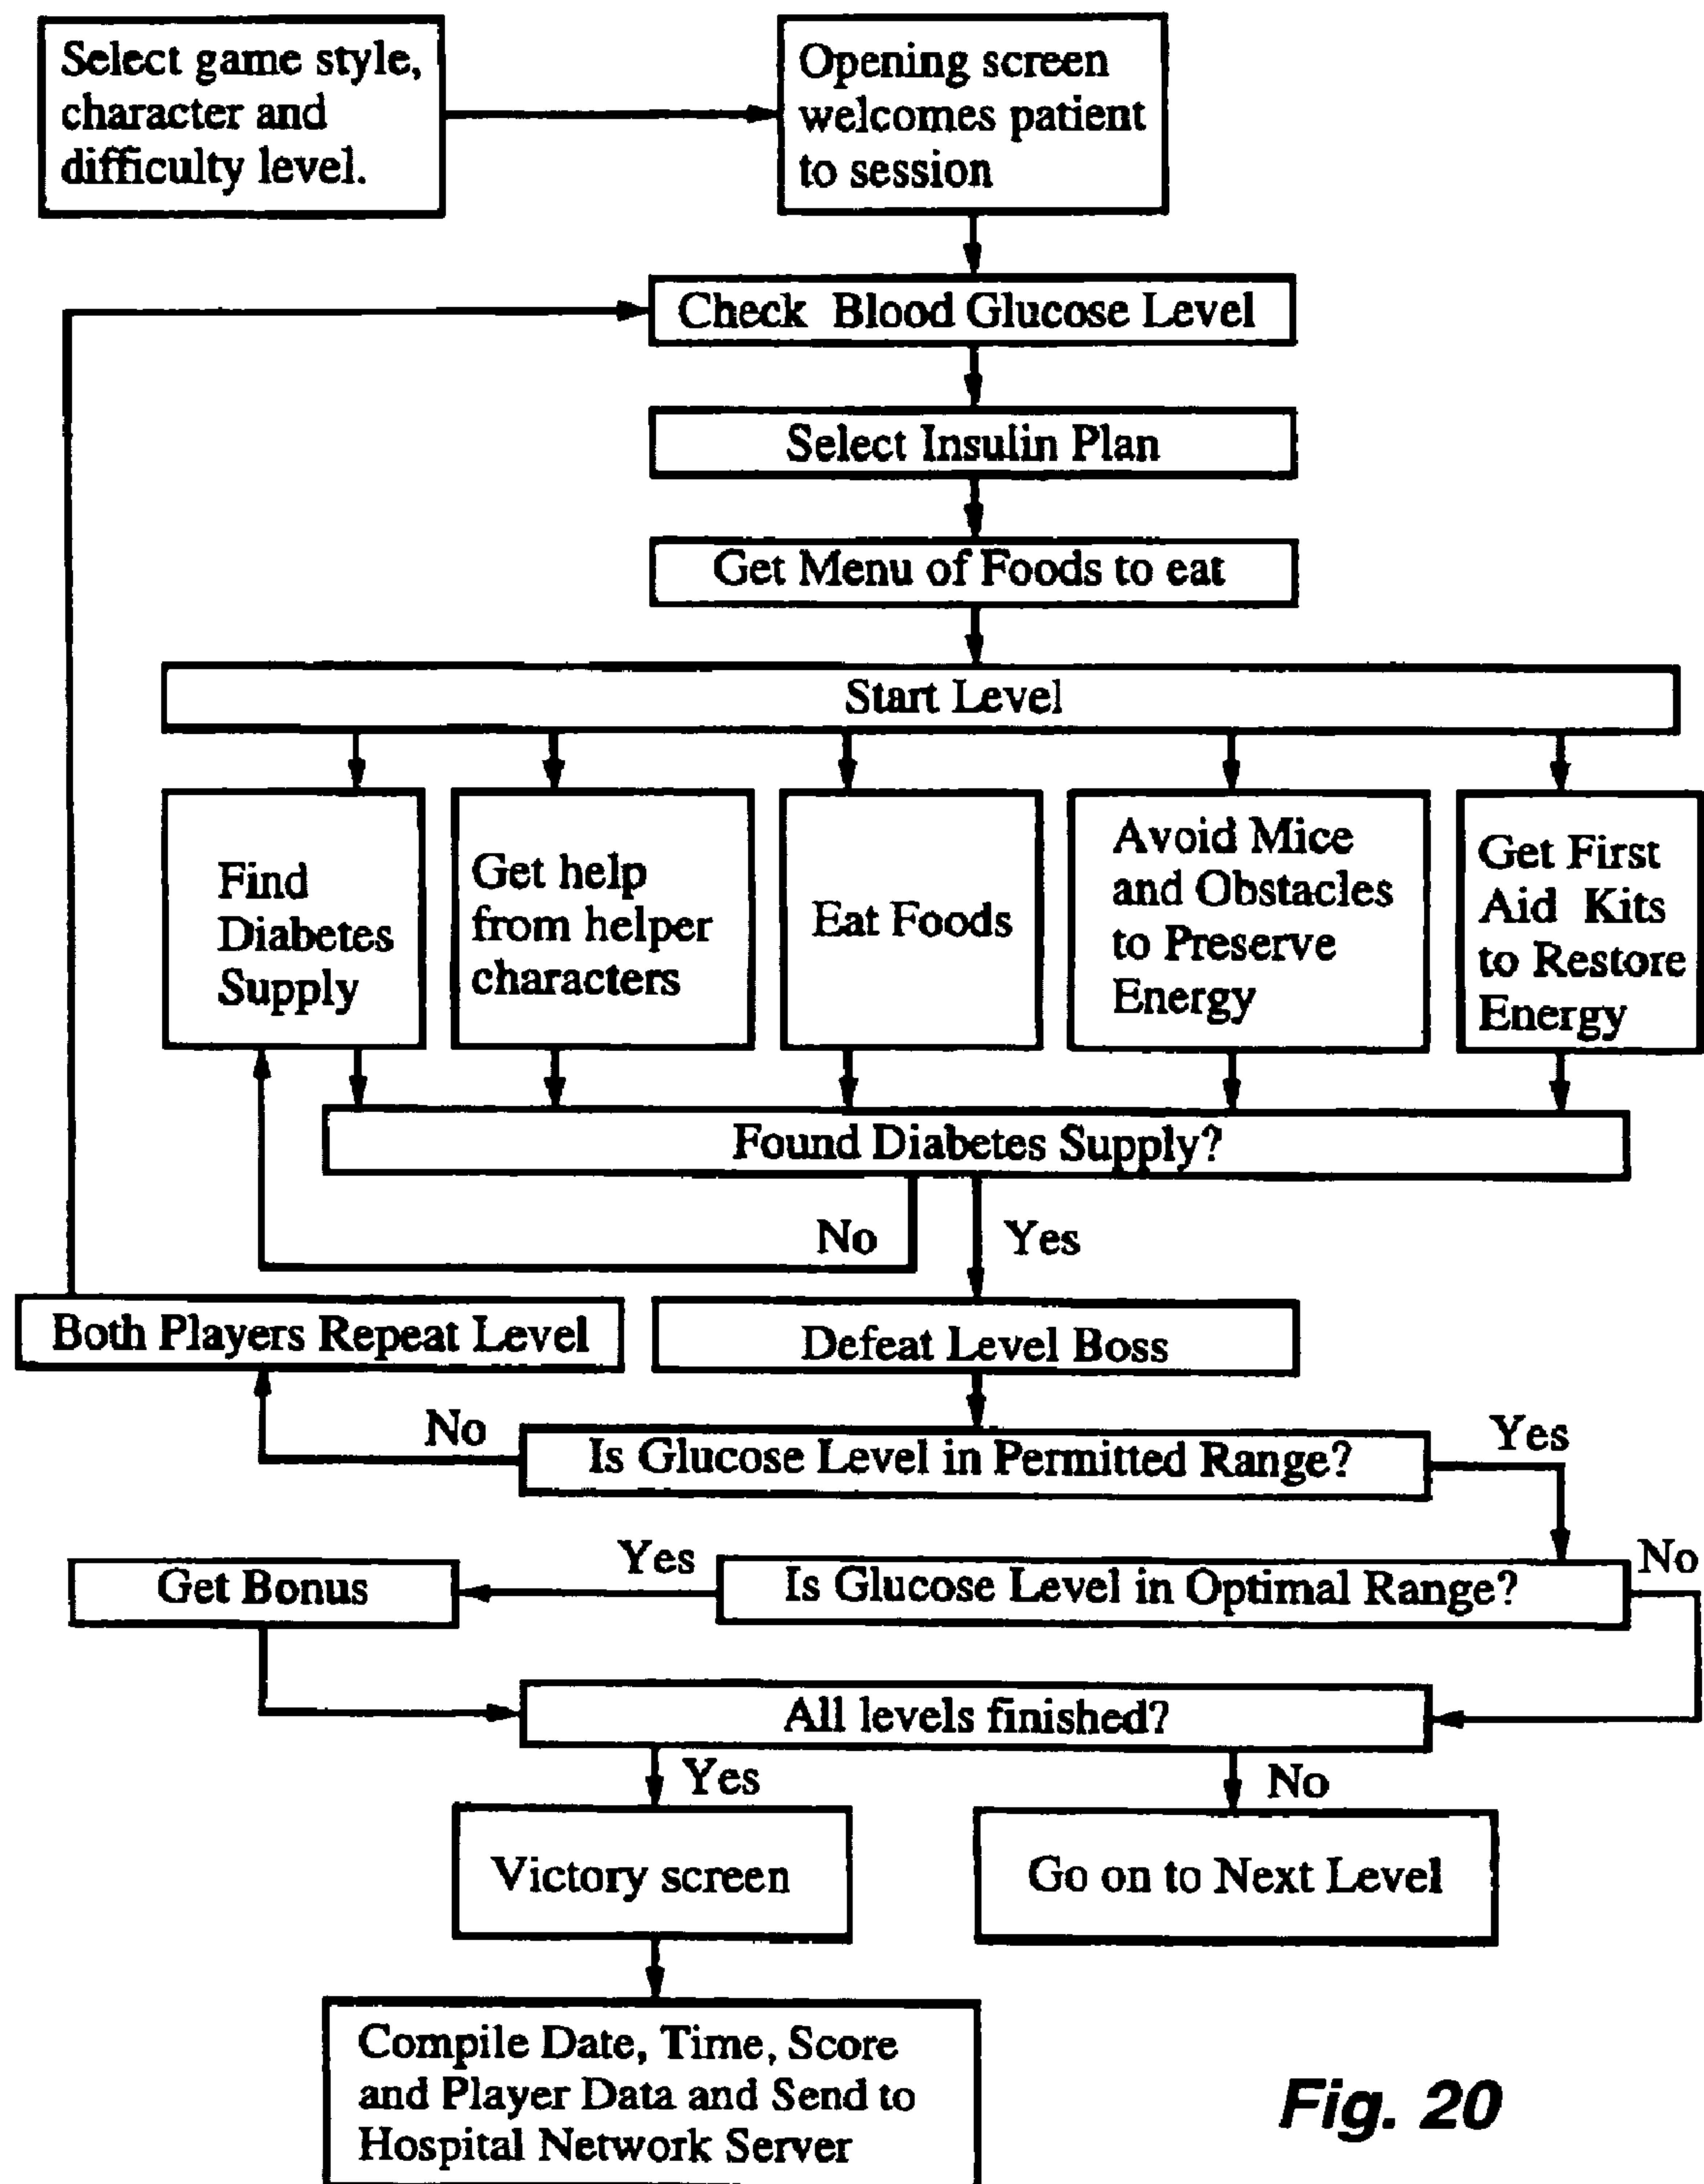 Select game style,
character and
difficulty level.
Opening screen
welcomes patient
to session
Check Blood Glucose Level
Select Insulin Plan
Get Menu of Foods to eat
Start Level
Find
Diabetes
Supply
Get help
from helper
characters
Eat Foods
Avoid Mice
and Obstacles
to Preserve
Energy
Get First
Aid Kits
to Restore
Energy
Found Diabetes Supply?
No
Yes
Both Players Repeat Level
Defeat Level Boss
No
Is Glucose Level in Permitted Range?
Yes
Get Bonus
Yes
Is Glucose Level in Optimal Range?
No
All levels finished?
Yes
No
Victory screen
Go on to Next Level
Compile Date, Time, Score
and Player Data and Send to
Hospital Network Server
Fig. 20